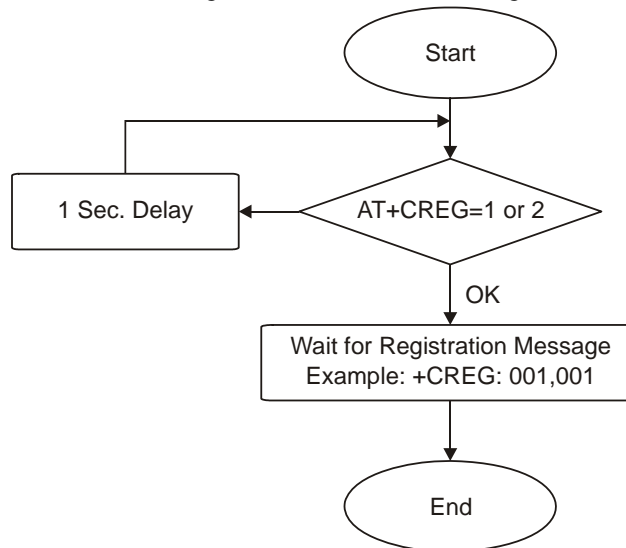 Start
1 Sec. Delay
AT+CREG=1 or 2
OK
Wait for Registration Message
Example: +CREG: 001,001
End